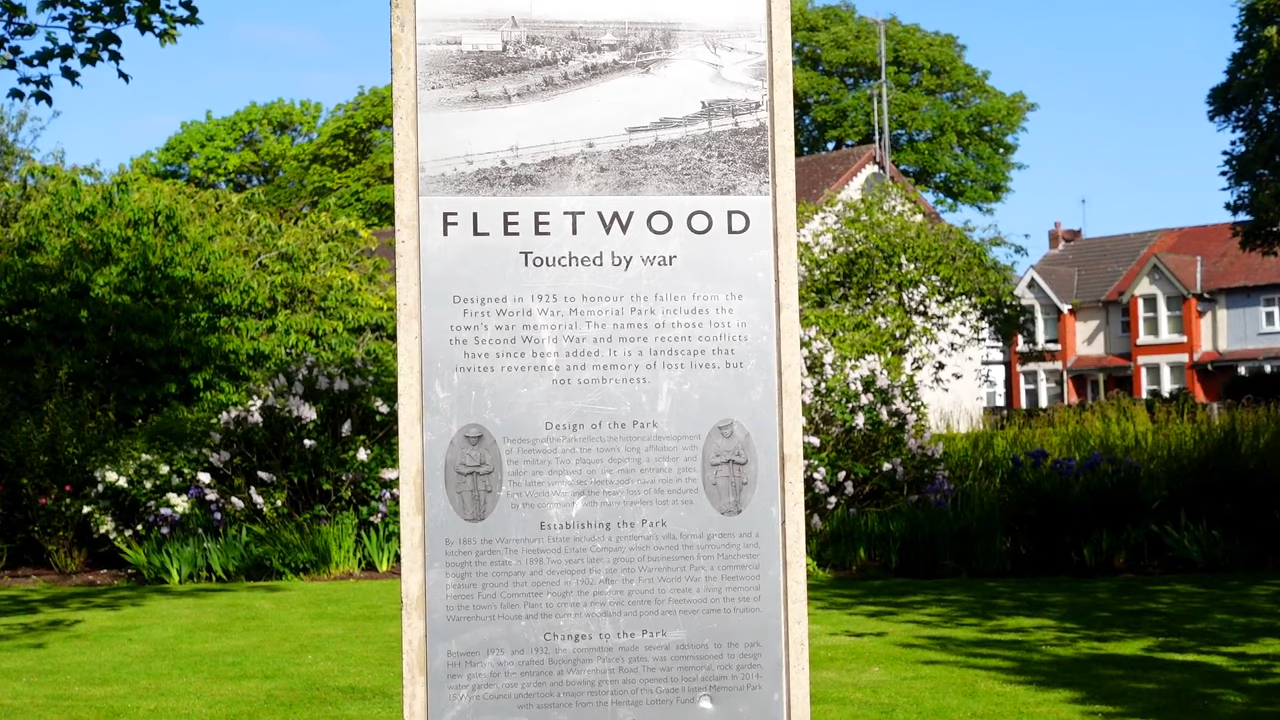 FLEETWOOD
Touched by war
Designed in 1925 to honour the fallen from the
First World War, Memorial Park includes the
town's war memorial. The names of those lost in
the Second World War and more recent conflicts
have since been added. It is a landscape that
invites reverence and memory of lost lives, but
not sombreness.
Design of the Park
The design of the Park reflects the historical development
of Fleetwood and the town's long affiliation with
the military. Two plaques depicting a soldier and
sailor are displayed on the main entrance gates.
The latter symbolises Fleetwood's naval role in the
First World War and the heavy loss of life endured
by the community with many trawlers lost at sea.
Establishing the Park
By 1885 the Warrenhurst Estate included a gentleman's villa, formal gardens and a
kitchen garden. The Fleetwood Estate Company, which owned the surrounding land,
bought the estate in 1898. Two years later, a group of businessmen from Manchester
bought the company and developed the site into Warrenhurst Park, a commercial
pleasure ground that opened in 1902. After the First World War the Fleetwood
Heroes Fund Committee bought the pleasure ground to create a living memorial
to the town's fallen. Plans to create a new civic centre for Fleetwood on the site of
Warrenhurst House and the current woodland and pond area never came to fruition.
Changes to the Park
Between 1925 and 1932, the committee made several additions to the park.
HH Martyn, who crafted Buckingham Palace's gates, was commissioned to design
new gates for the entrance at Warrenhurst Road. The war memorial, rock garden,
water garden, rose garden and bowling green also opened to local acclaim. In 2014-
15 Wyre Council undertook a major restoration of this Grade II listed Memorial Park
with assistance from the Heritage Lottery Fund.